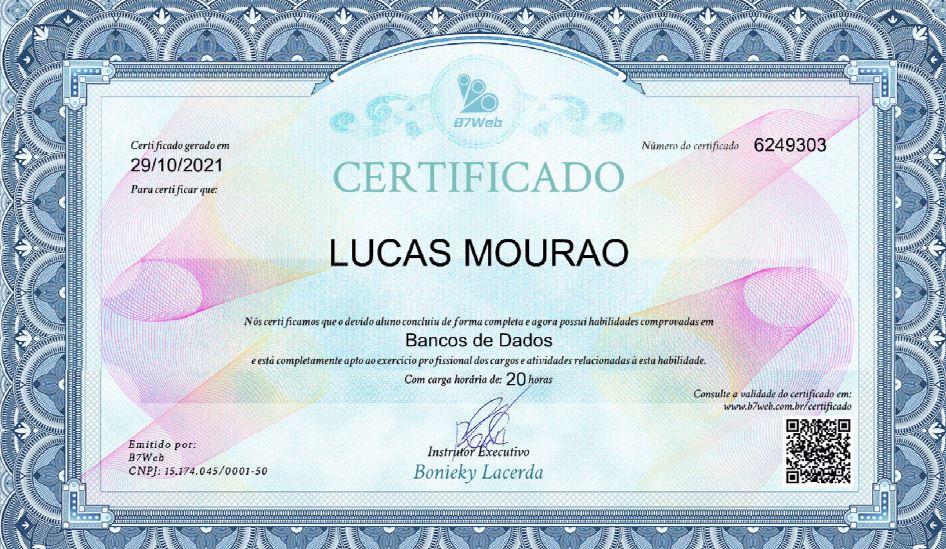 B7Web
Certificado gerado em
29/10/2021
Para certificar que:
Número do certificado 6249303
CERTIFICADO
LUCAS MOURAO
Nós certificamos que o devido aluno concluiu de forma completa e agora possui habilidades comprovadas em
Bancos de Dados
e está completamente apto ao exercício profissional dos cargos e atividades relacionadas à esta habilidade.
Com carga horária de: 20 horas
Consulte a validade do certificado em:
www.b7web.com.br/certificado
Emitido por:
B7Web
CNPJ: 15.174.045/0001-50
Instrutor Executivo
Bonieky Lacerda